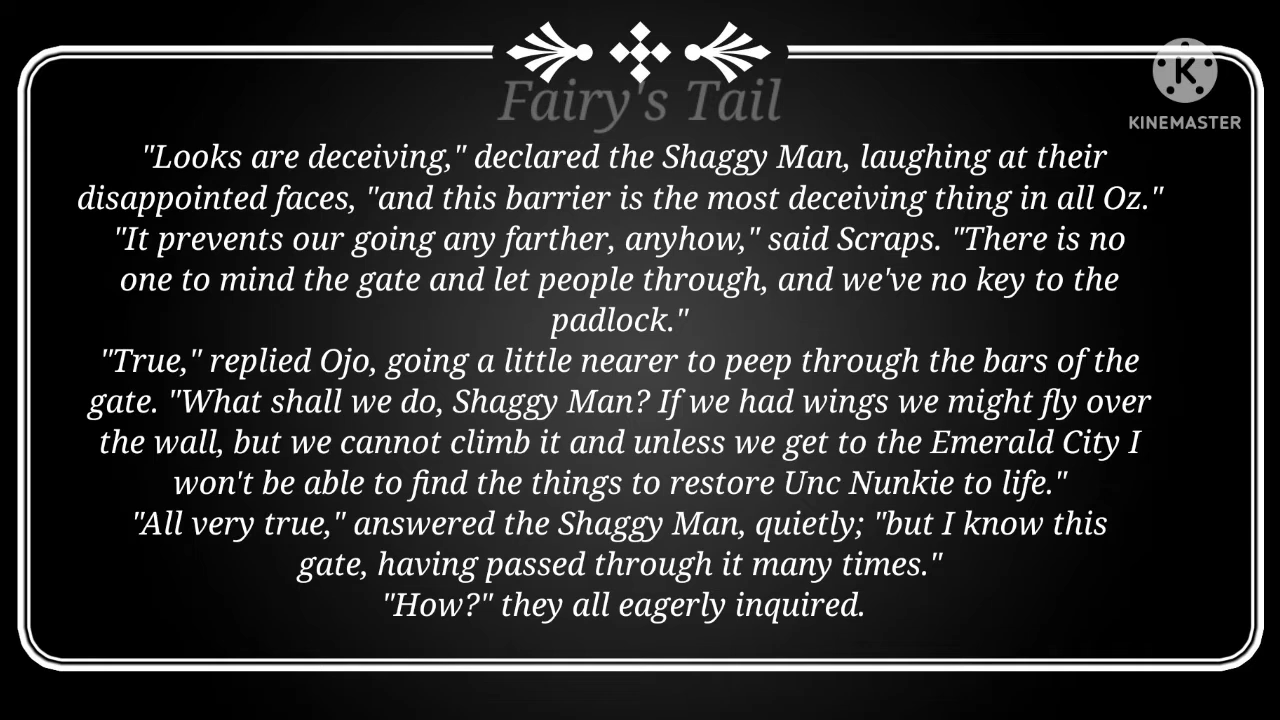 Fairy's Tail
KINEMASTER
"Looks are deceiving," declared the Shaggy Man, laughing at their
disappointed faces, "and this barrier is the most deceiving thing in all Oz."
"It prevents our going any farther, anyhow," said Scraps. "There is no
one to mind the gate and let people through, and we've no key to the
padlock."
"True," replied Ojo, going a little nearer to peep through the bars of the
gate. "What shall we do, Shaggy Man? If we had wings we might fly over
the wall, but we cannot climb it and unless we get to the Emerald City I
won't be able to find the things to restore Unc Nunkie to life."
"All very true," answered the Shaggy Man, quietly; "but I know this
gate, having passed through it many times."
"How?" they all eagerly inquired.